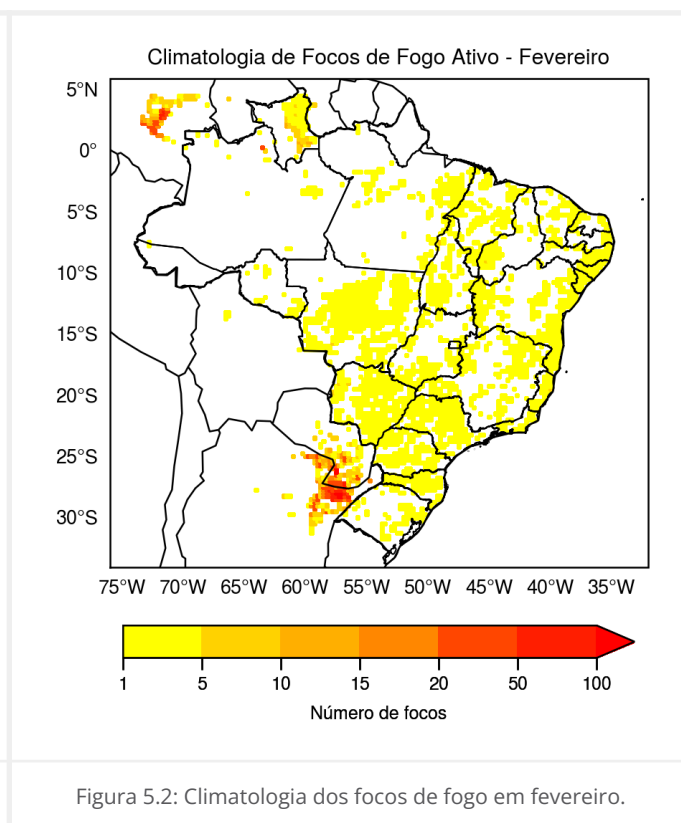 Climatologia de Focos de Fogo Ativo - Fevereiro
5°N
0°
5°S
10°S
15°S
20°S
25°S
30°S
75°W 70°W 65°W 60°W 55°W 50°W 45°W 40°W 35°W
1 5 10 15 20 50 100
Número de focos
Figura 5.2: Climatologia dos focos de fogo em fevereiro.